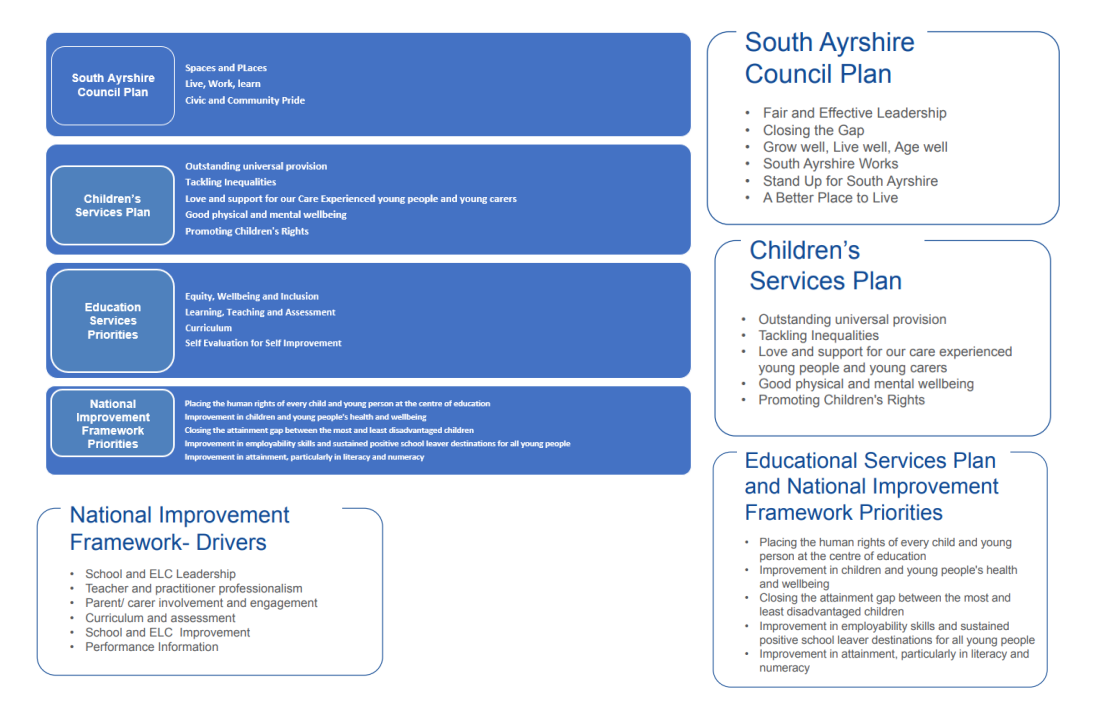 South Ayrshire
Council Plan
Spaces and PLaces
Live, Work, learn
Civic and Community Pride
Children's
Services Plan
Outstanding universal provision
Tackling Inequalities
Love and support for our Care Experienced young people and young carers
Good physical and mental wellbeing
Promoting Children's Rights
Education
Services
Priorities
Equity, Wellbeing and Inclusion
Learning, Teaching and Assessment
Curriculum
Self Evaluation for Self Improvement
National
Improvement
Framework
Priorities
Placing the human rights of every child and young person at the centre of education
Improvement in children and young people's health and wellbeing
Closing the attainment gap between the most and least disadvantaged children
Improvement in employability skills and sustained positive school leaver destinations for all young people
Improvement in attainment, particularly in literacy and numeracy
National Improvement
Framework- Drivers
• School and ELC Leadership
• Teacher and practitioner professionalism
• Parent/ carer involvement and engagement
• Curriculum and assessment
• School and ELC  Improvement
• Performance Information
South Ayrshire
Council Plan
• Fair and Effective Leadership
• Closing the Gap
• Grow well, Live well, Age well
• South Ayrshire Works
• Stand Up for South Ayrshire
• A Better Place to Live
Children's
Services Plan
• Outstanding universal provision
• Tackling Inequalities
• Love and support for our care experienced
young people and young carers
• Good physical and mental wellbeing
• Promoting Children's Rights
Educational Services Plan
and National Improvement
Framework Priorities
• Placing the human rights of every child and young
person at the centre of education
• Improvement in children and young people's health
and wellbeing
• Closing the attainment gap between the most and
least disadvantaged children
• Improvement in employability skills and sustained
positive school leaver destinations for all young people
• Improvement in attainment, particularly in literacy and
numeracy